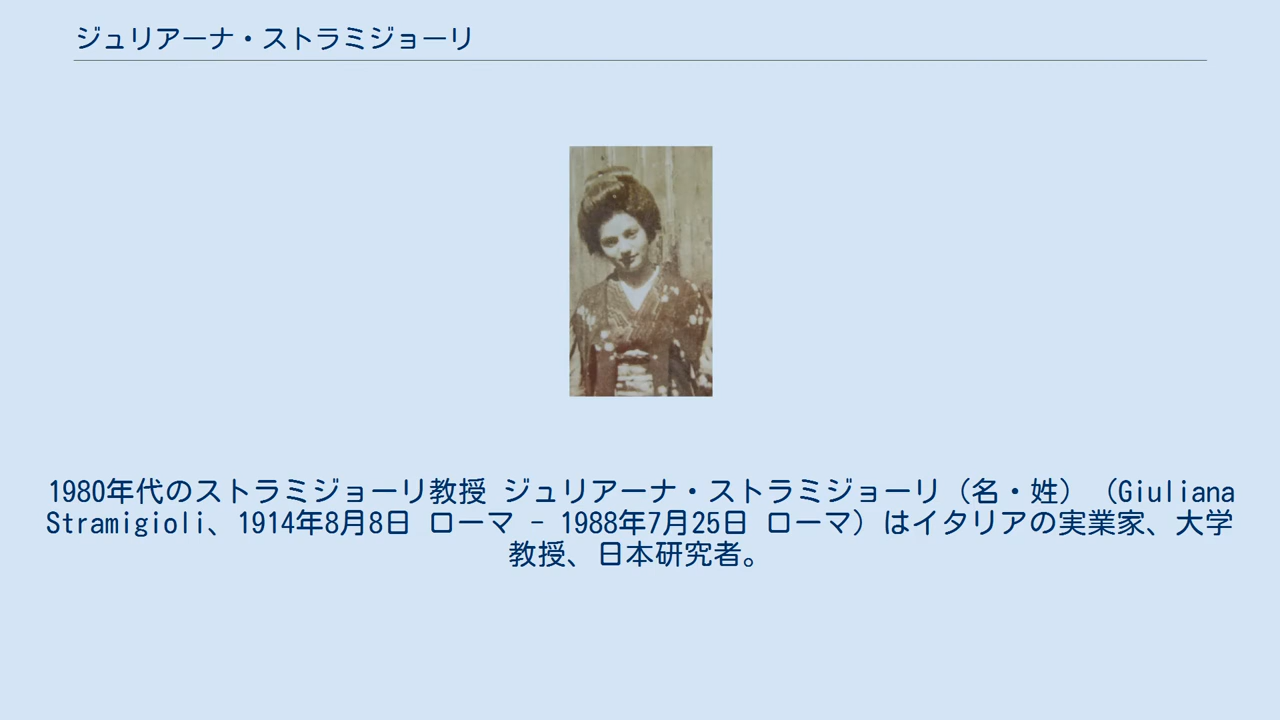 ジュリアーナ・ストラミジョーリ
1980年代のストラミジョーリ教授 ジュリアーナ・ストラミジョーリ（名・姓）（Giuliana
Stramigioli、1914年8月8日 ローマ - 1988年7月25日 ローマ）はイタリアの実業家、大学
教授、日本研究者。